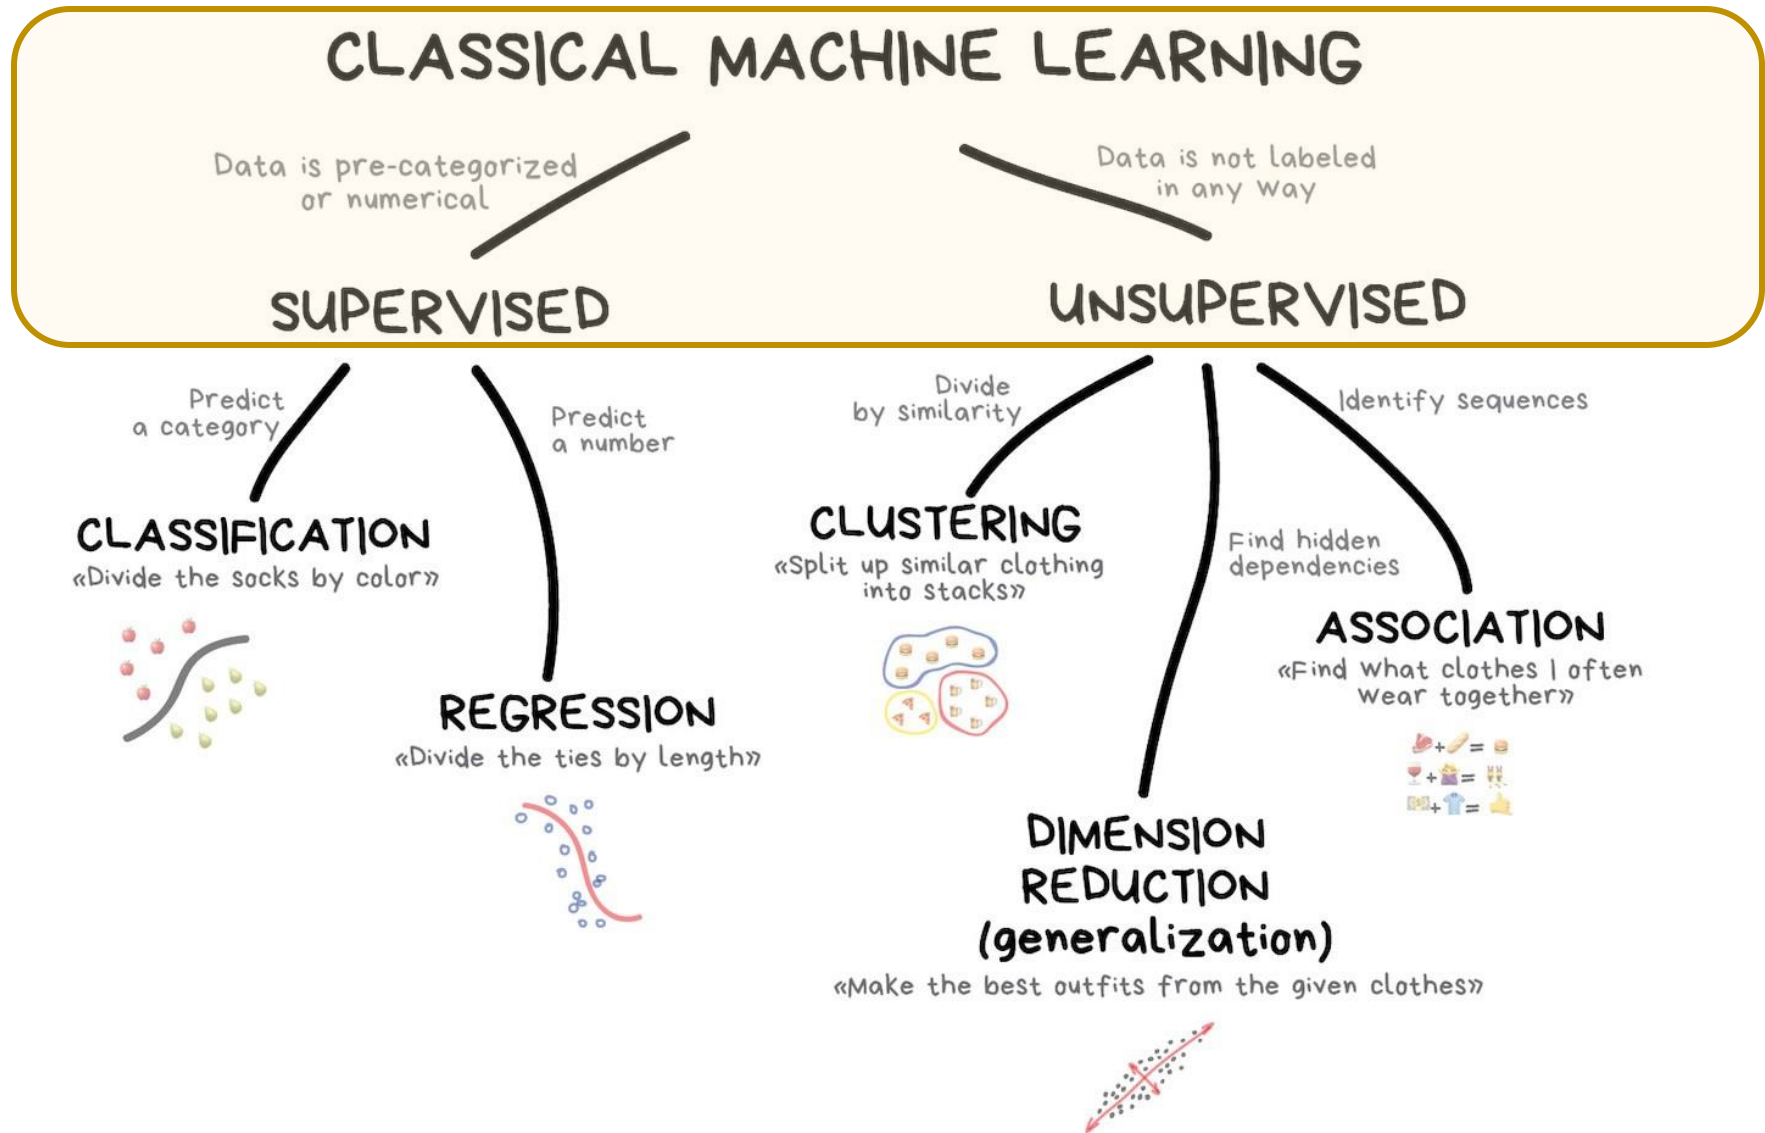 CLASSICAL MACHINE LEARNING
Data is pre-categorized
or numerical
Data is not labeled
in any way
SUPERVISED
UNSUPERVISED
Predict
a category
Predict
a number
Divide
by similarity
Identify sequences
CLASSIFICATION
«Divide the socks by color»
CLUSTERING
«Split up similar clothing
into stacks»
Find hidden
dependencies
ASSOCIATION
«Find what clothes I often
wear together»
REGRESSION
«Divide the ties by length»
+ =
+ =
+ =
DIMENSION
REDUCTION
(generalization)
«Make the best outfits from the given clothes»